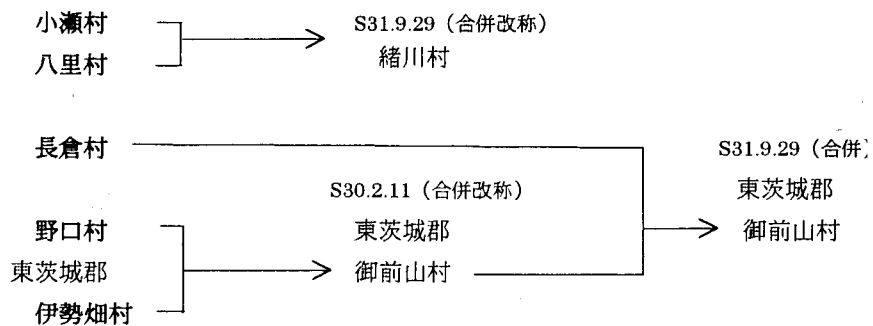 小瀬村
八里村
S31.9.29（合併改称）
緒川村
長倉村
S31.9.29（合併）
東茨城郡
御前山村
S30.2.11（合併改称）
東茨城郡
御前山村
野口村
東茨城郡
伊勢畑村